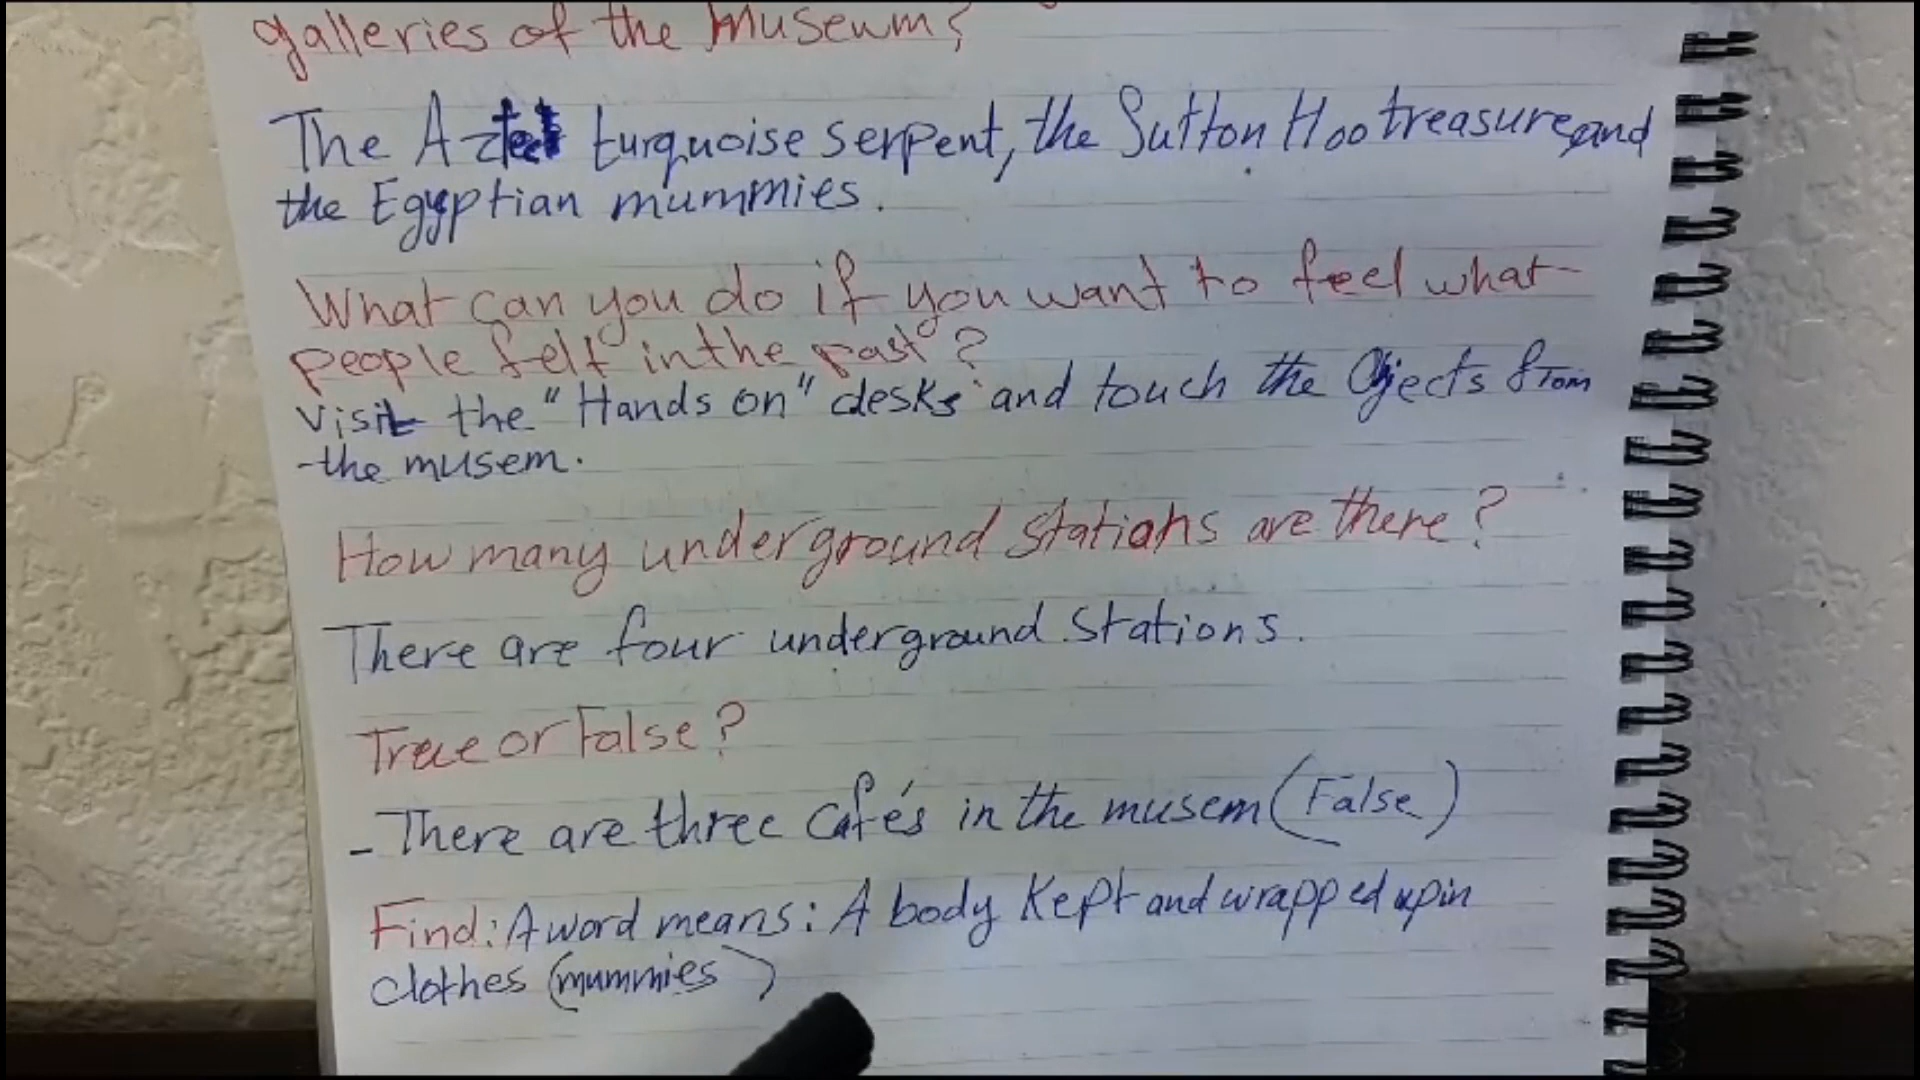 galleries of the museum?
The Aztec turquoise serpent, the Sutton Hoo treasure and
the Egyptian mummies.
What can you do if you want to feel what
people felt in the past?
Visit the "Hands on" desks and touch the Ojects from
the musem.
How many underground stations are there?
There are four underground stations.
True or False?
- There are three cafés in the musem (False)
Find: A word means: A body kept and wrapped up in
clothes (mummies)